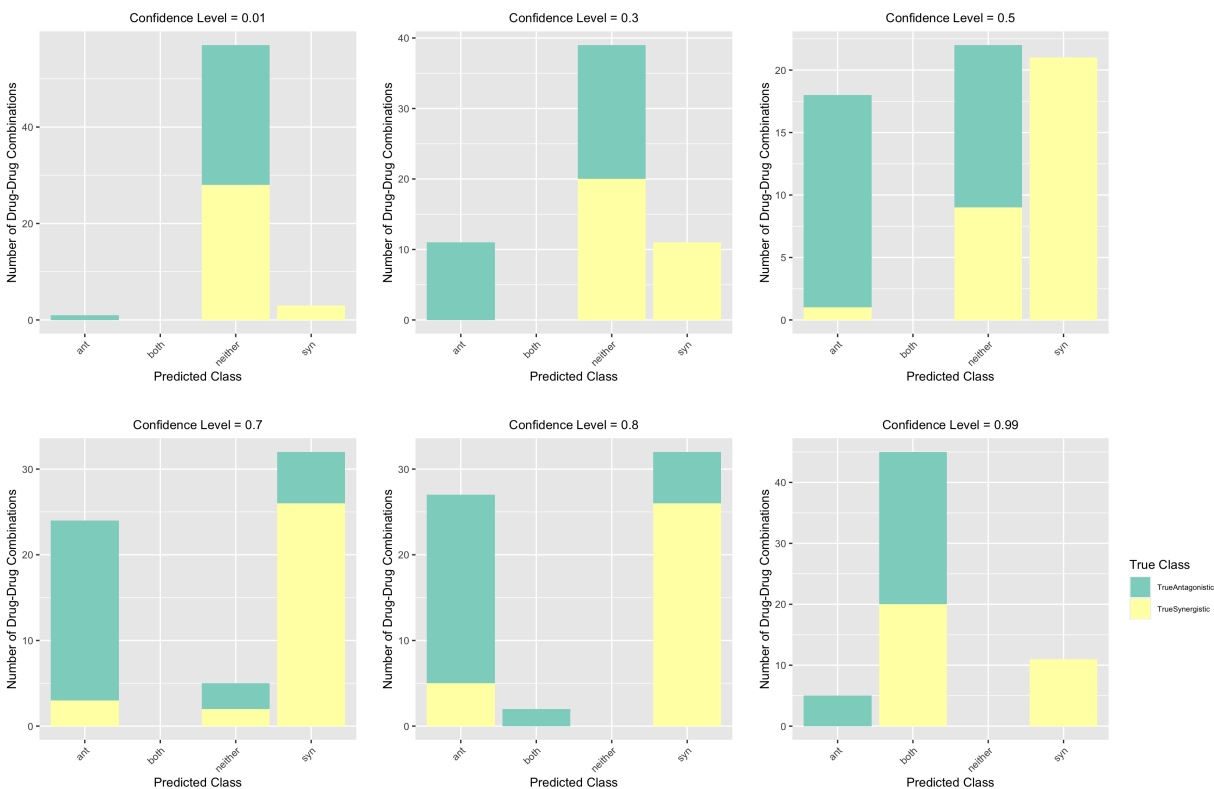 Confidence Level = 0.01
Number of Drug-Drug Combinations
40
20
0
ant
both
neither
syn
Predicted Class
Confidence Level = 0.3
Number of Drug-Drug Combinations
40
30
20
10
0
ant
both
neither
syn
Predicted Class
Confidence Level = 0.5
Number of Drug-Drug Combinations
20
15
10
5
0
ant
both
neither
syn
Predicted Class
Confidence Level = 0.7
Number of Drug-Drug Combinations
30
20
10
0
ant
both
neither
syn
Predicted Class
Confidence Level = 0.8
Number of Drug-Drug Combinations
30
20
10
0
ant
both
neither
syn
Predicted Class
Confidence Level = 0.99
Number of Drug-Drug Combinations
40
30
20
10
0
ant
both
neither
syn
Predicted Class
True Class
TrueAntagonistic
TrueSynergistic